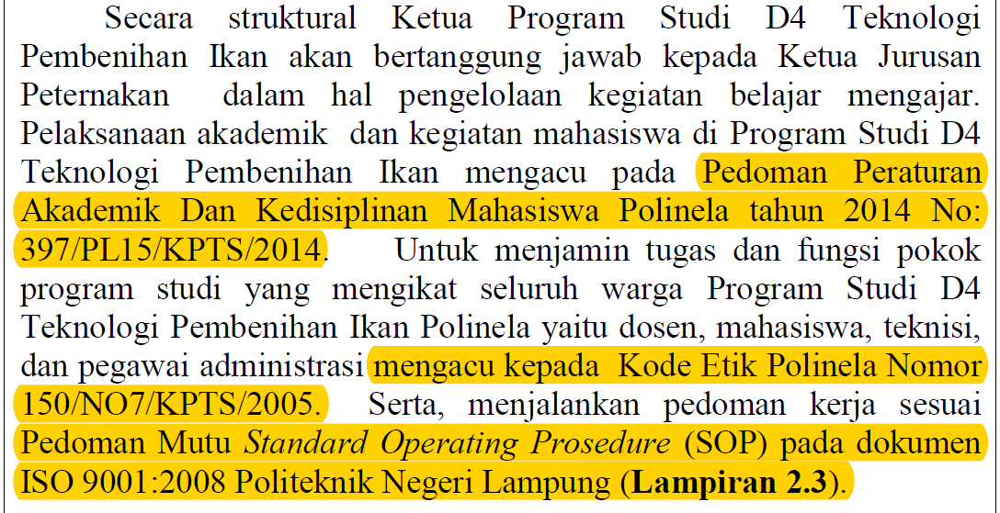 Secara struktural Ketua Program Studi D4 Teknologi
Pembenihan Ikan akan bertanggung jawab kepada Ketua Jurusan
Peternakan dalam hal pengelolaan kegiatan belajar mengajar.
Pelaksanaan akademik dan kegiatan mahasiswa di Program Studi D4
Teknologi Pembenihan Ikan mengacu pada Pedoman Peraturan
Akademik Dan Kedisiplinan Mahasiswa Polinela tahun 2014 No:
397/PL15/KPTS/2014. Untuk menjamin tugas dan fungsi pokok
program studi yang mengikat seluruh warga Program Studi D4
Teknologi Pembenihan Ikan Polinela yaitu dosen, mahasiswa, teknisi,
dan pegawai administrasi mengacu kepada Kode Etik Polinela Nomor
150/NO7/KPTS/2005. Serta, menjalankan pedoman kerja sesuai
Pedoman Mutu Standard Operating Prosedure (SOP) pada dokumen
ISO 9001:2008 Politeknik Negeri Lampung (Lampiran 2.3).